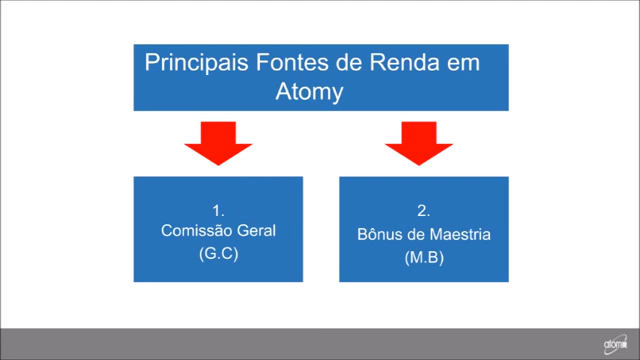 Principais Fontes de Renda em
Atomy
1.
Comissão Geral
(G.C)
2.
Bônus de Maestria
(M.B)
atomy